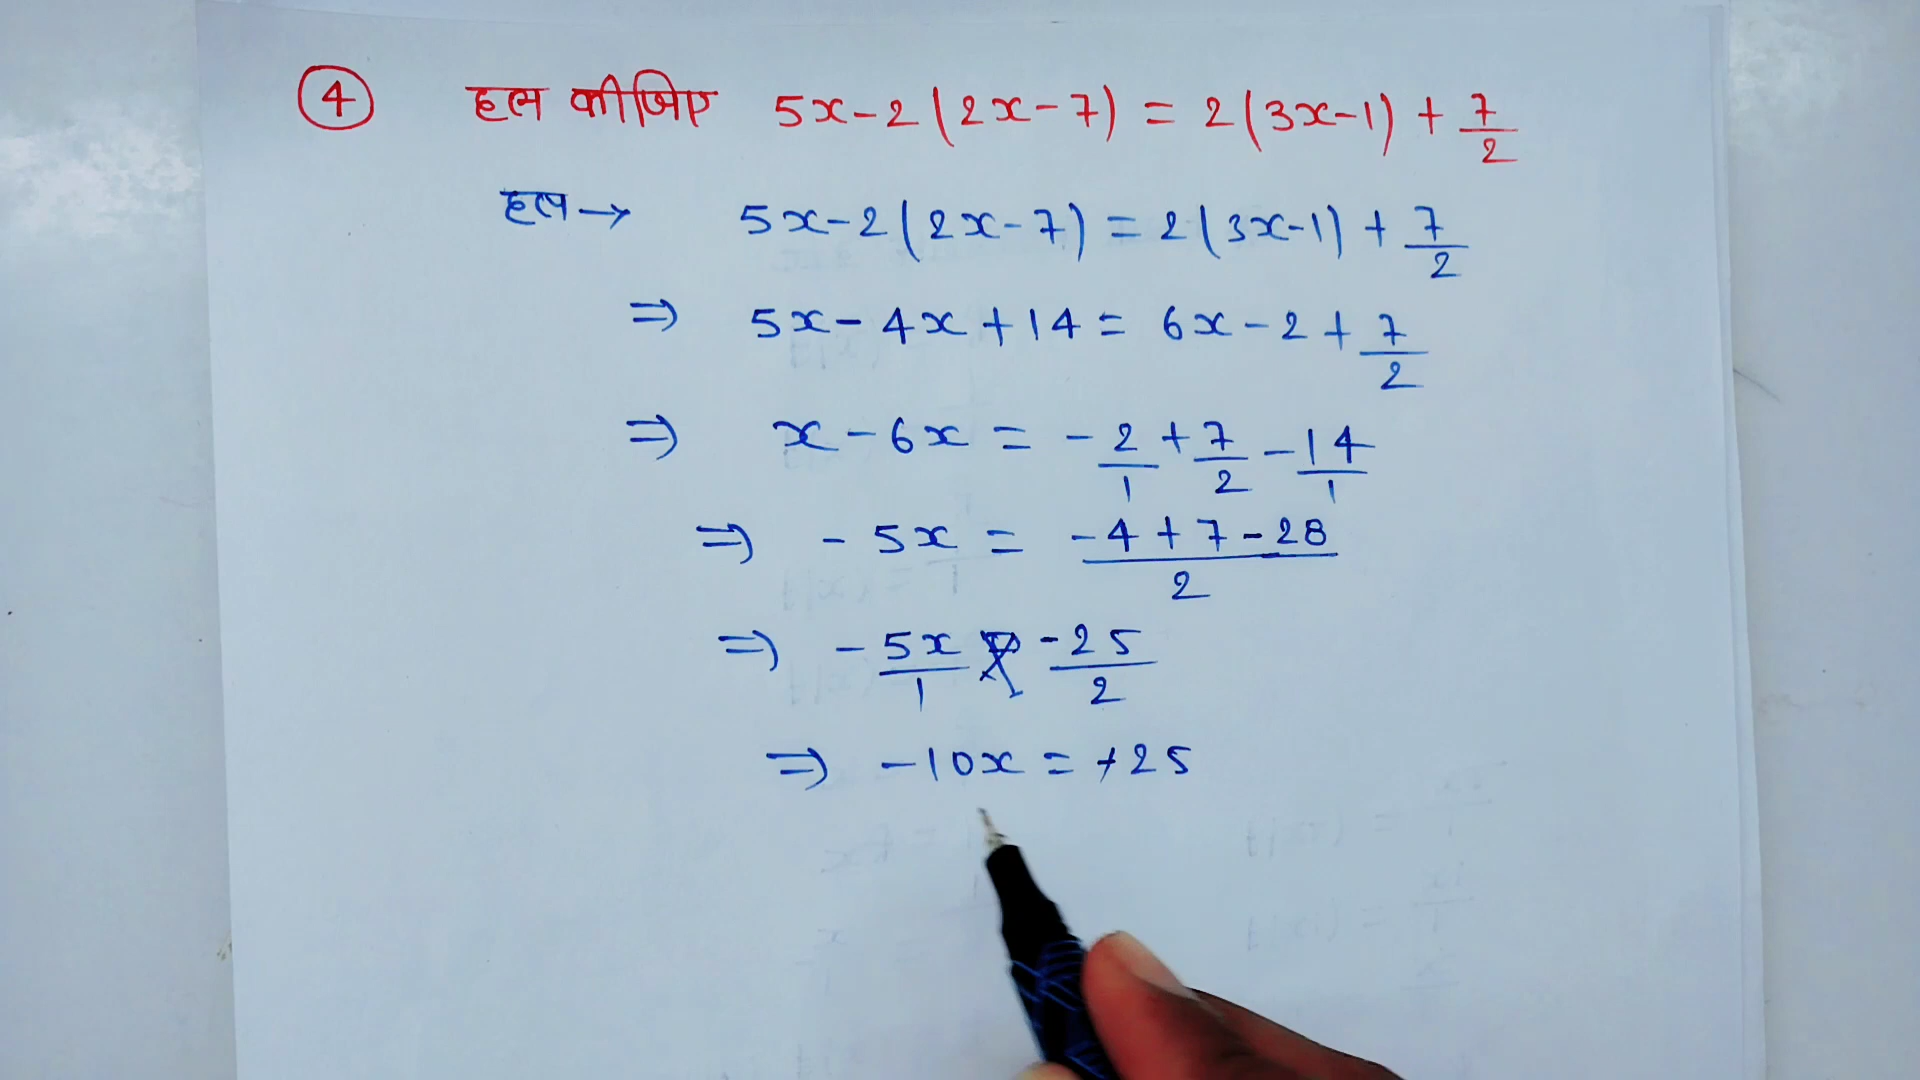 ④ हल कीजिए 5x-2(2x-7) = 2(3x-1) + 7/2
हल→ 5x-2(2x-7) = 2(3x-1) + 7/2
⇒ 5x-4x+14 = 6x-2+7/2
⇒ x-6x = -2/1+7/2-14/1
⇒ -5x = (-4+7-28)/2
⇒ -5x/1 = -25/2
⇒ -10x = +25